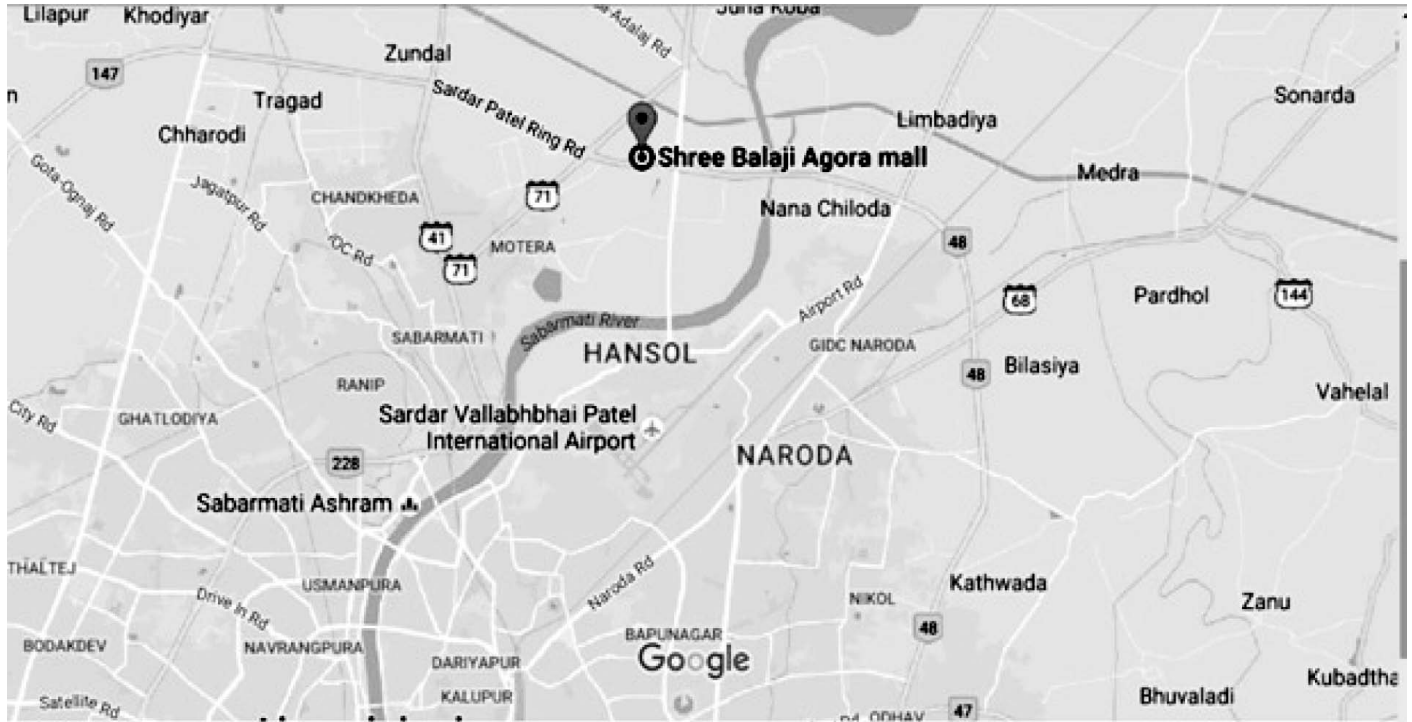 Lilapur
Khodiyar
Juna Koba
Zundal
147
Tragad
Chharodi
Sardar Patel Ring Rd
Limbadiya
Sonarda
Shree Balaji Agora mall
Medra
Gota-Ognaj Rd
Jagatpur Rd
CHANDKHEDA
71
Nana Chiloda
41
IOC Rd
71
MOTERA
48
68
Pardhol
144
Airport Rd
Sabarmati River
SABARMATI
HANSOL
GIDC NARODA
48
Bilasiya
RANIP
Vahelal
City Rd
GHATLODIYA
Sardar Vallabhbhai Patel
International Airport
NARODA
228
Sabarmati Ashram
THALTEJ
USMANPURA
Drive In Rd
Naroda Rd
NIKOL
Kathwada
Zanu
BODAKDEV
NAVRANGPURA
DARIYAPUR
BAPUNAGAR
48
Google
KALUPUR
Kubadtha
Bhuvaladi
Satellite Rd
Rd
ODHAV
47